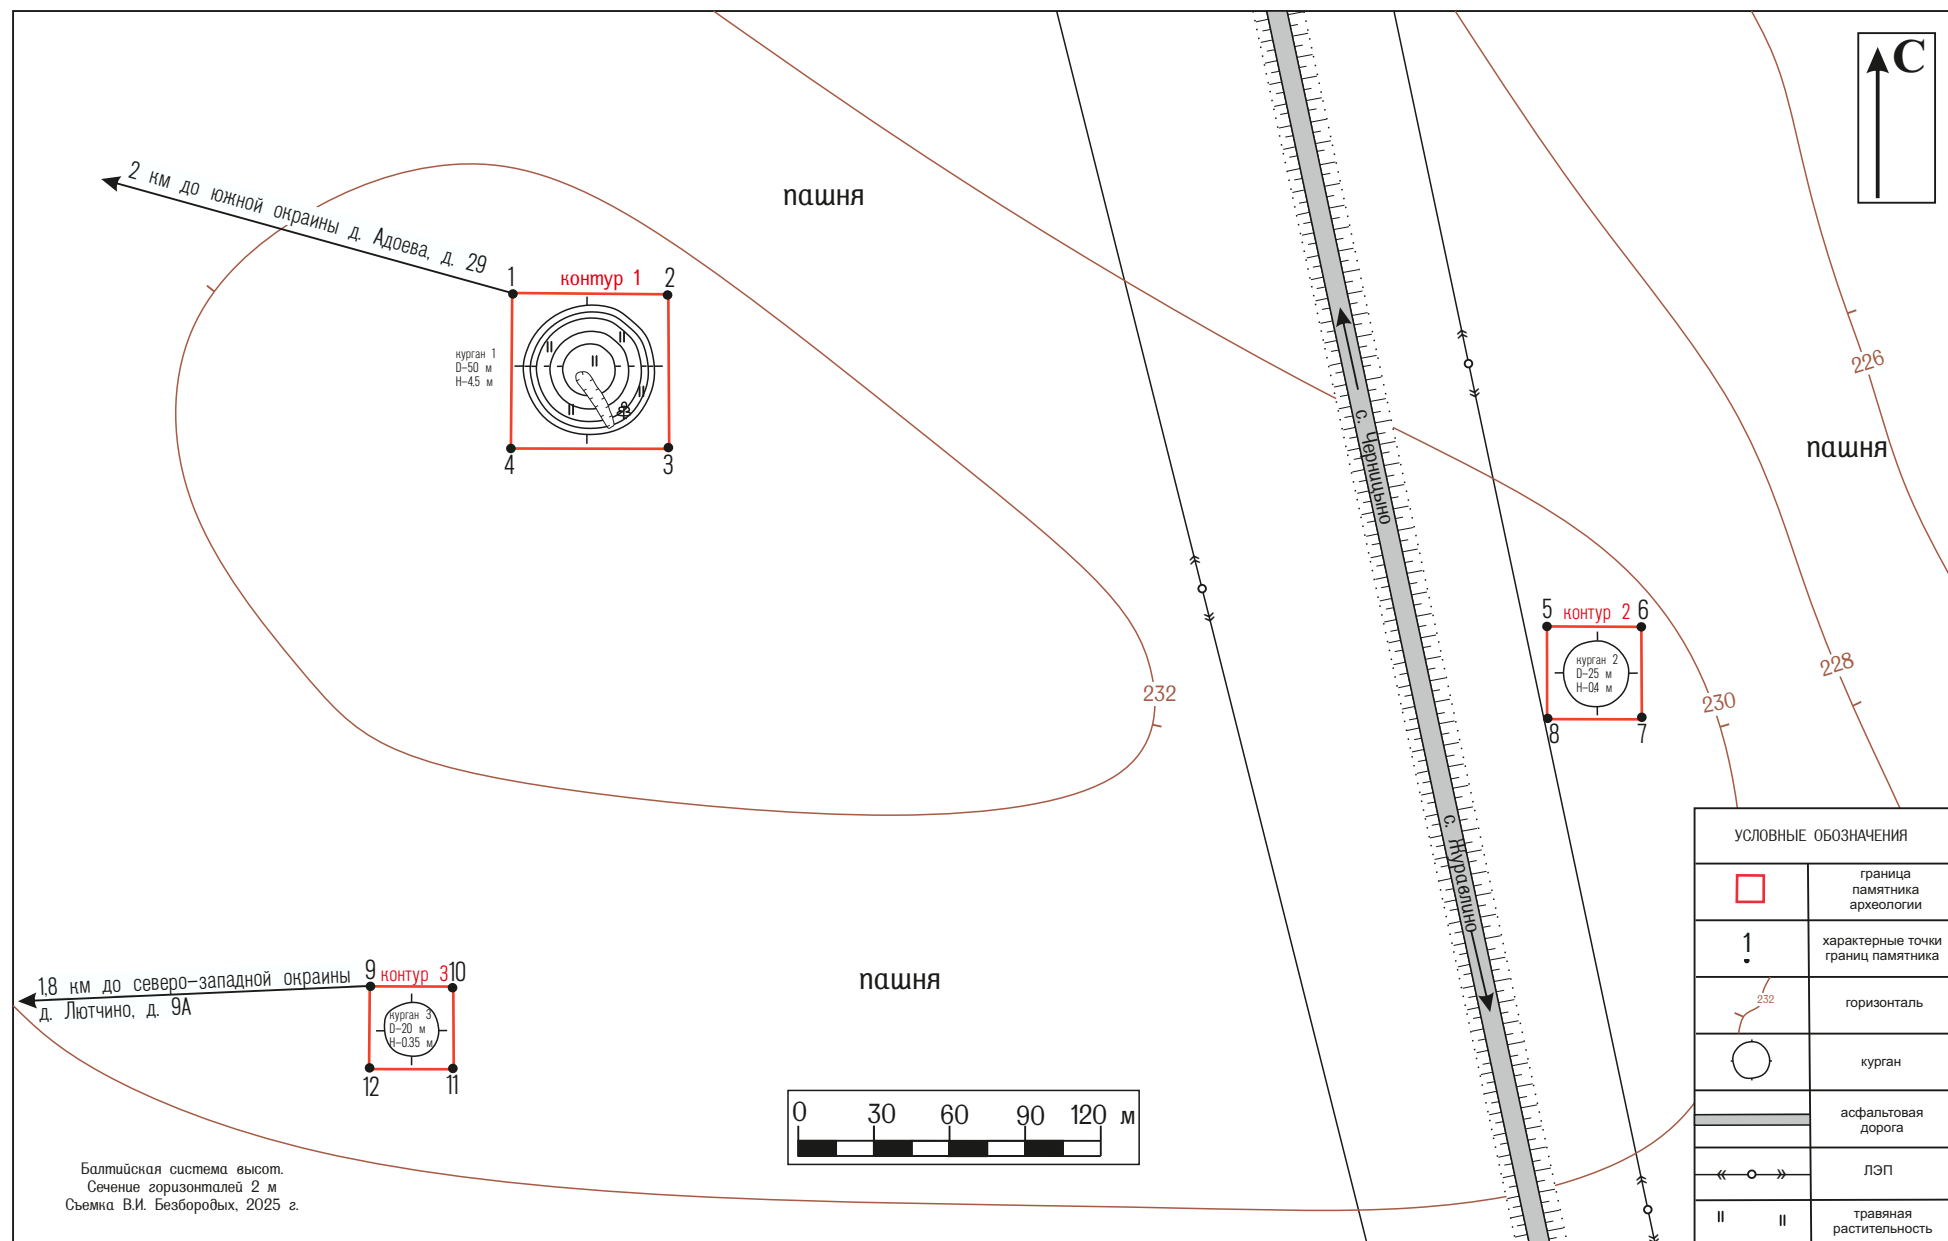 С
2 км до южной окраины д. Адоева, д. 29
пашня
1
контур 1
2
курган 1
D–50 м
H–4.5 м
4
3
с. Черницыно
226
пашня
5
контур 2
6
курган 2
D–25 м
H–0.4 м
8
7
232
230
228
с. Журавлино
пашня
1,8 км до северо–западной окраины
д. Лютчино, д. 9А
9
контур 3
10
курган 3
D–20 м
H–0.35 м
12
11
0 30 60 90 120 м
Балтийская система высот.
Сечение горизонталей 2 м
Съемка В.И. Безбородых, 2025 г.
УСЛОВНЫЕ ОБОЗНАЧЕНИЯ
граница
памятника
археологии
1
характерные точки
границ памятника
232
горизонталь
курган
асфальтовая
дорога
ЛЭП
травяная
растительность